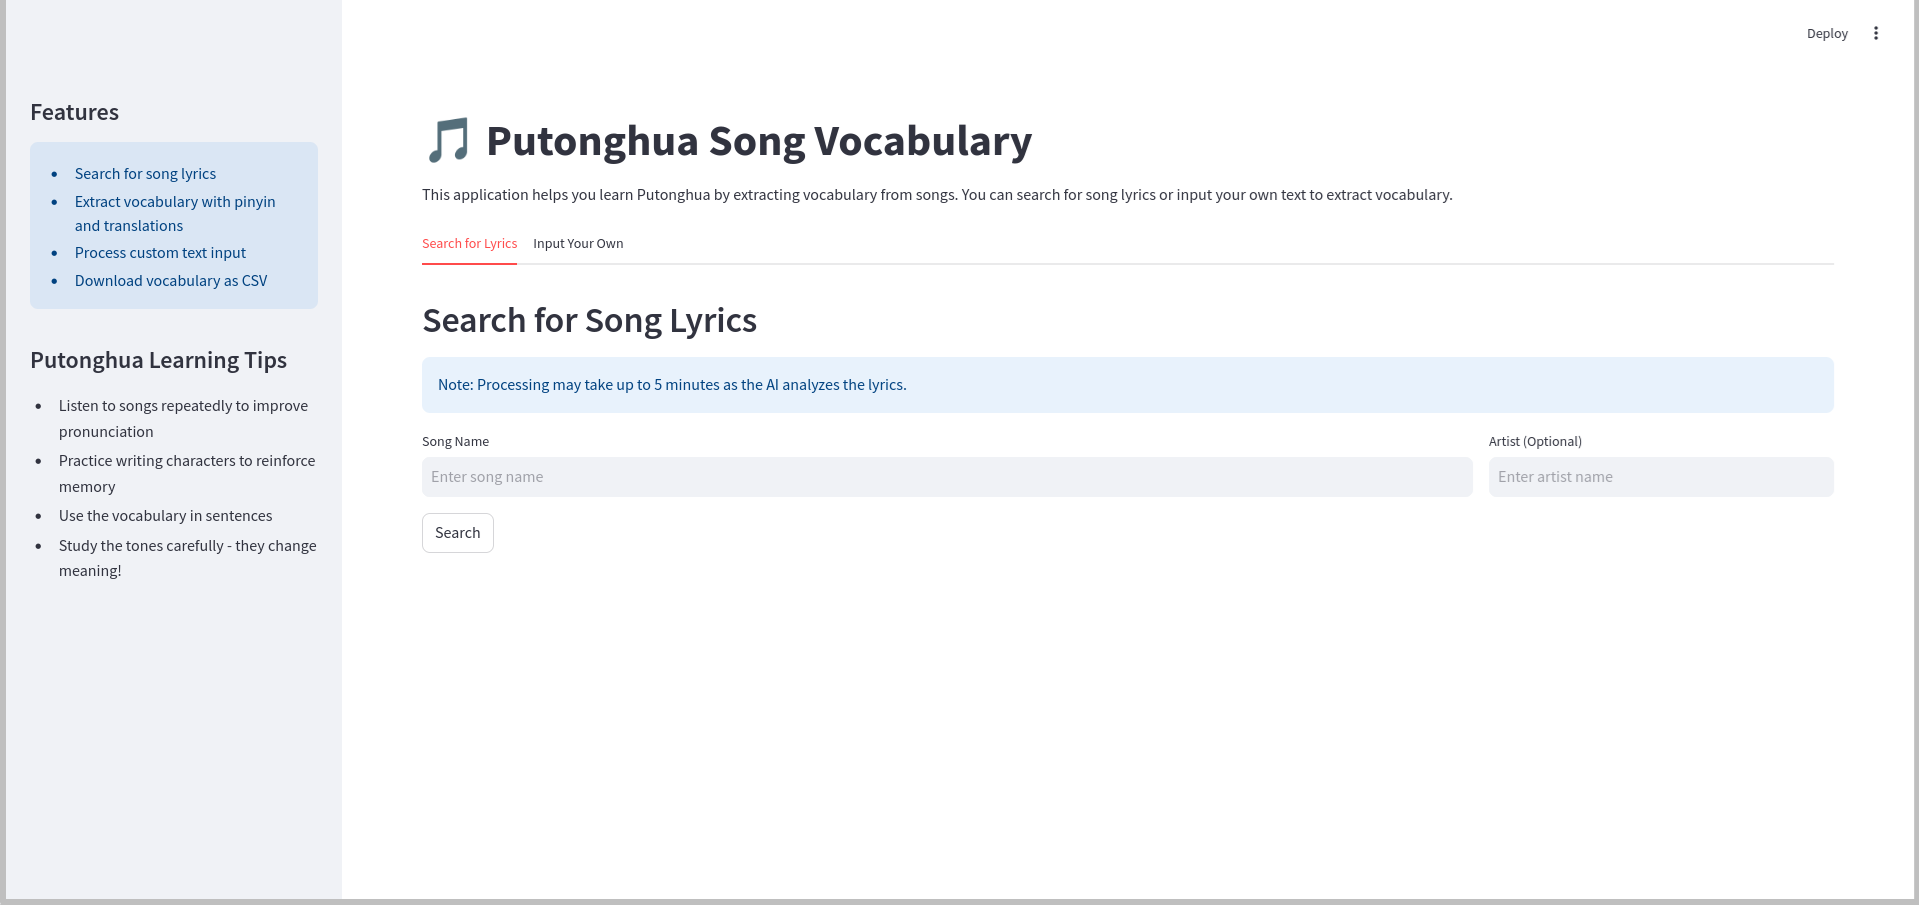 Deploy
Features
Search for song lyrics
Extract vocabulary with pinyin
and translations
Process custom text input
Download vocabulary as CSV
Putonghua Learning Tips
Listen to songs repeatedly to improve
pronunciation
Practice writing characters to reinforce
memory
Use the vocabulary in sentences
Study the tones carefully - they change
meaning!
Putonghua Song Vocabulary
This application helps you learn Putonghua by extracting vocabulary from songs. You can search for song lyrics or input your own text to extract vocabulary.
Search for Lyrics Input Your Own
Search for Song Lyrics
Note: Processing may take up to 5 minutes as the AI analyzes the lyrics.
Song Name Artist (Optional)
Enter song name Enter artist name
Search